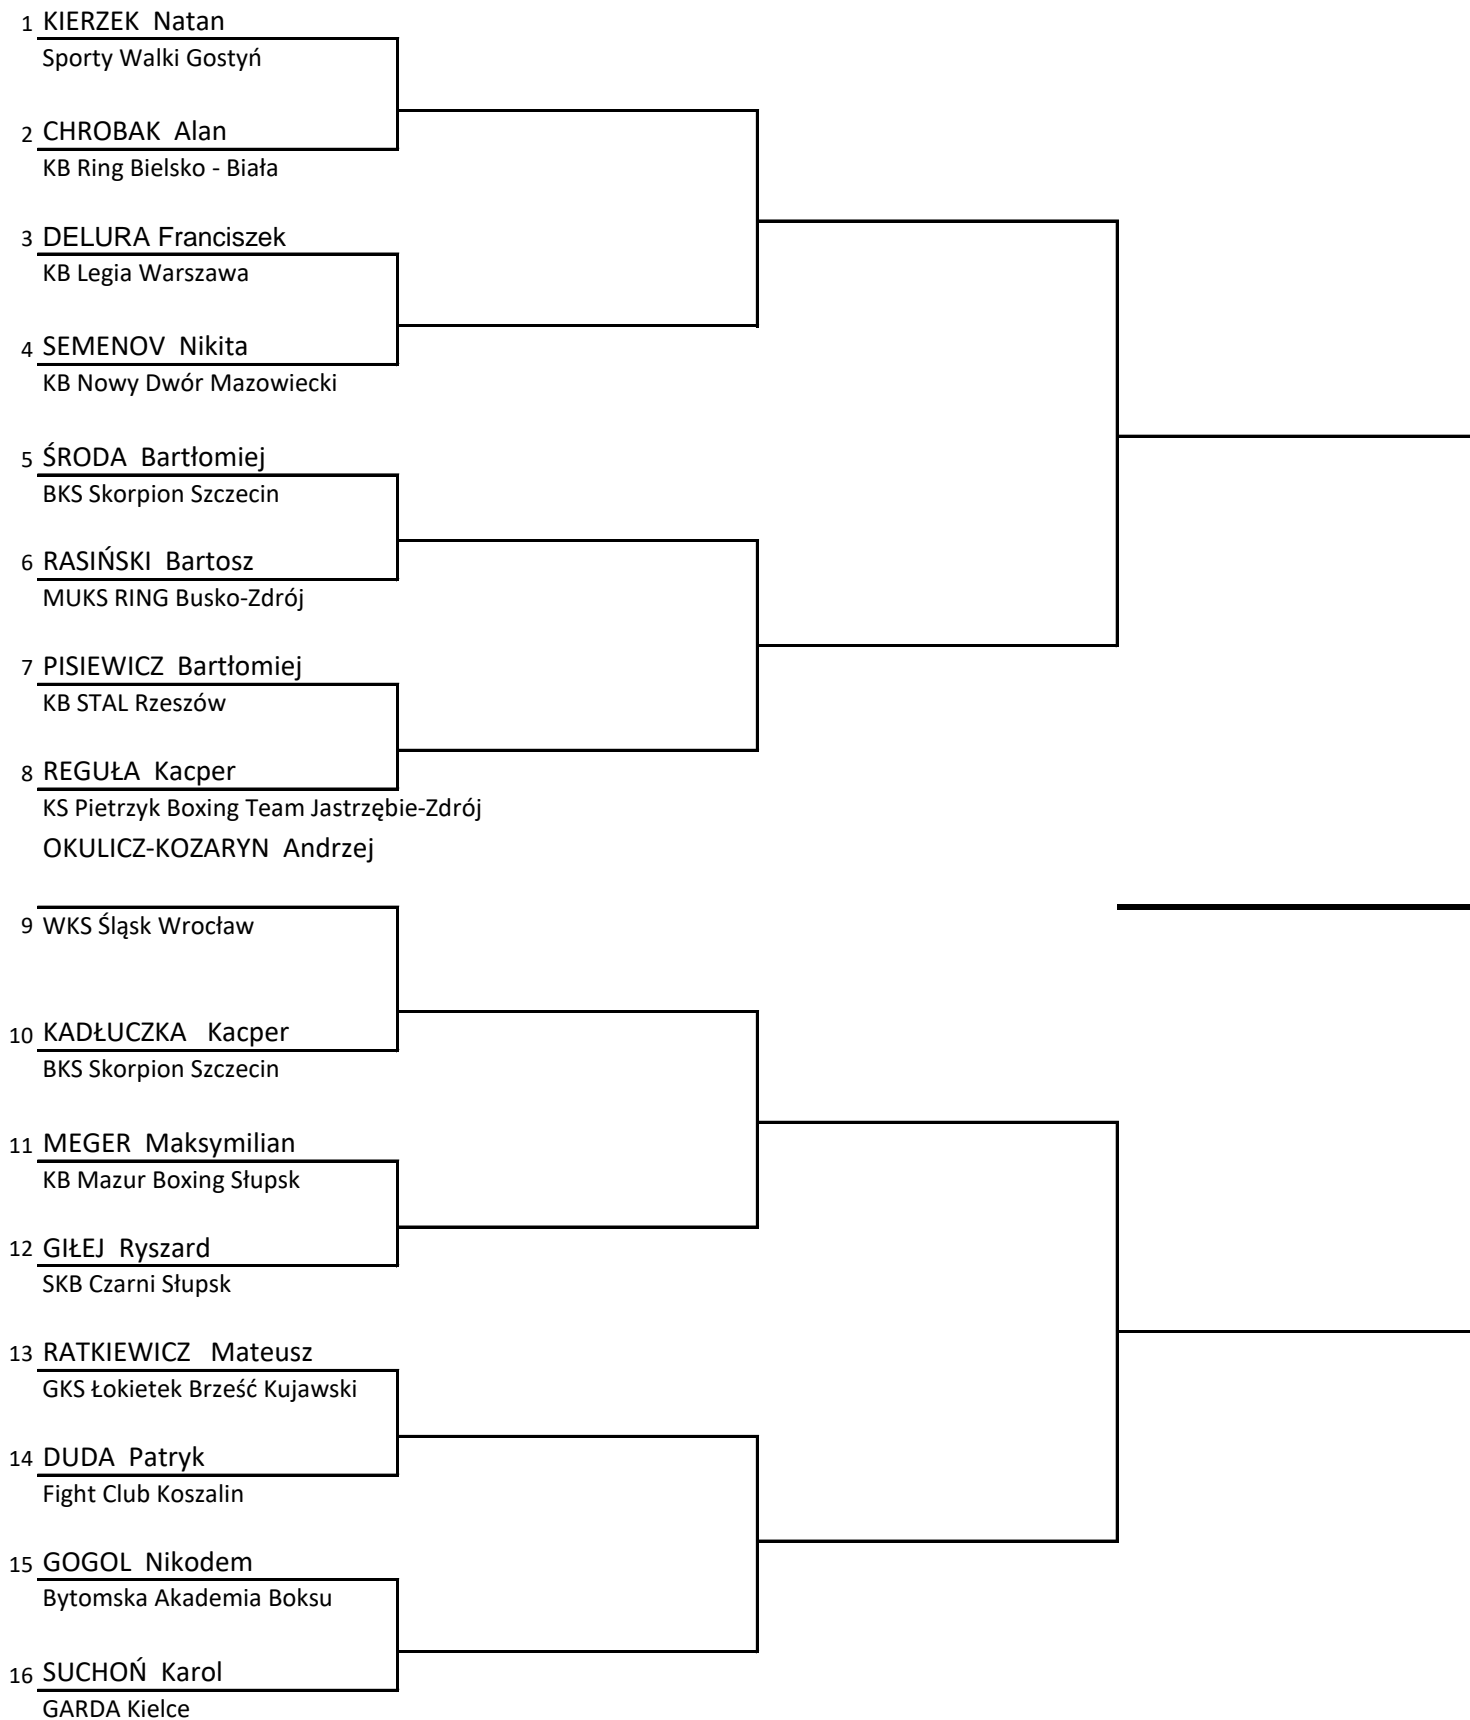 1 KIERZEK Natan
Sporty Walki Gostyń
2 CHROBAK Alan
KB Ring Bielsko - Biała
3 DELURA Franciszek
KB Legia Warszawa
4 SEMENOV Nikita
KB Nowy Dwór Mazowiecki
5 ŚRODA Bartłomiej
BKS Skorpion Szczecin
6 RASIŃSKI Bartosz
MUKS RING Busko-Zdrój
7 PISIEWICZ Bartłomiej
KB STAL Rzeszów
8 REGUŁA Kacper
KS Pietrzyk Boxing Team Jastrzębie-Zdrój
OKULICZ-KOZARYN Andrzej
9 WKS Śląsk Wrocław
10 KADŁUCZKA Kacper
BKS Skorpion Szczecin
11 MEGER Maksymilian
KB Mazur Boxing Słupsk
12 GIŁEJ Ryszard
SKB Czarni Słupsk
13 RATKIEWICZ Mateusz
GKS Łokietek Brześć Kujawski
14 DUDA Patryk
Fight Club Koszalin
15 GOGOL Nikodem
Bytomska Akademia Boksu
16 SUCHOŃ Karol
GARDA Kielce